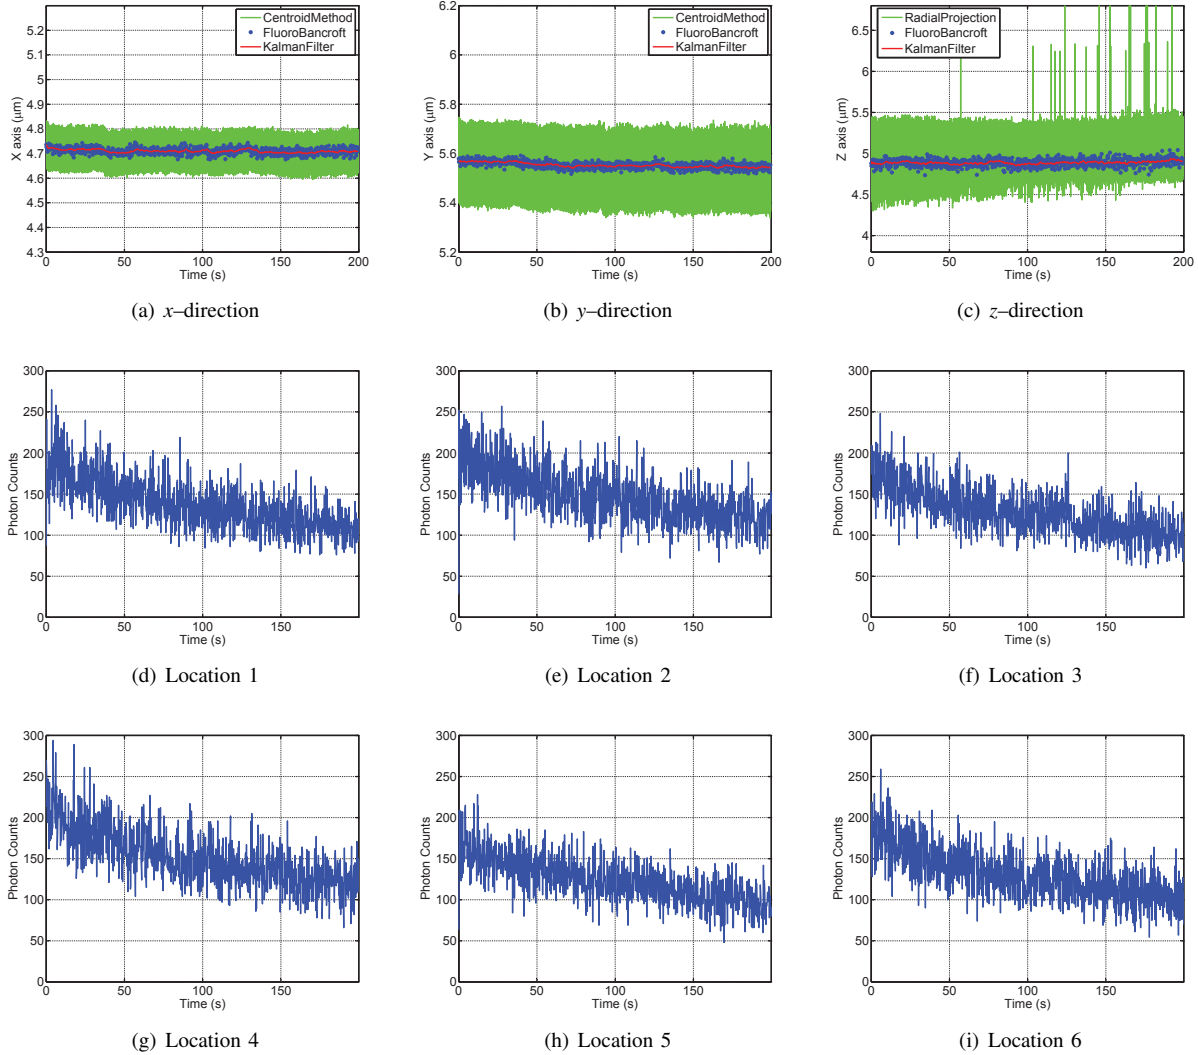 5.3
5.2
5.1
5
4.9
4.8
4.7
4.6
4.5
4.4
4.3
X axis (μm)
CentroidMethod
FluoroBancroft
KalmanFilter
0 50 100 150 200
Time (s)
(a) x–direction
6.2
6
5.8
5.6
5.4
5.2
Y axis (μm)
CentroidMethod
FluoroBancroft
KalmanFilter
0 50 100 150 200
Time (s)
(b) y–direction
6.5
6
5.5
5
4.5
4
Z axis (μm)
RadialProjection
FluoroBancroft
KalmanFilter
0 50 100 150 200
Time (s)
(c) z–direction
300
250
200
150
100
50
0
Photon Counts
0 50 100 150
Time (s)
(d) Location 1
300
250
200
150
100
50
0
Photon Counts
0 50 100 150
Time (s)
(e) Location 2
300
250
200
150
100
50
0
Photon Counts
0 50 100 150
Time (s)
(f) Location 3
300
250
200
150
100
50
0
Photon Counts
0 50 100 150
Time (s)
(g) Location 4
300
250
200
150
100
50
0
Photon Counts
0 50 100 150
Time (s)
(h) Location 5
300
250
200
150
100
50
0
Photon Counts
0 50 100 150
Time (s)
(i) Location 6